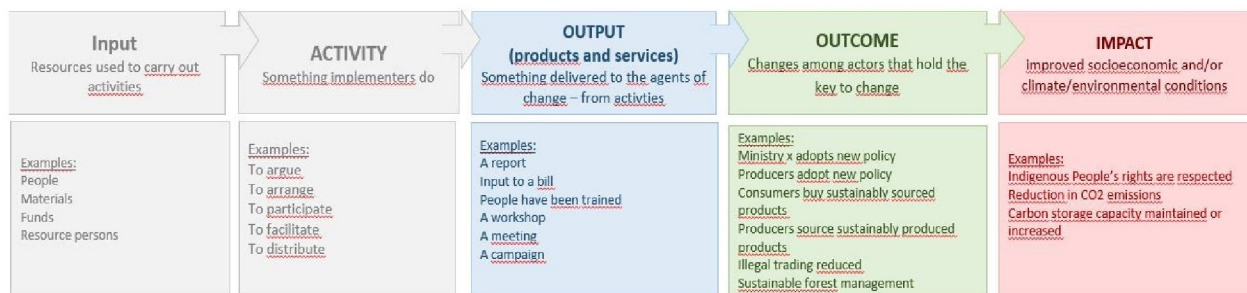 Input
Resources used to carry out
activities
ACTIVITY
Something implementers do
OUTPUT
(products and services)
Something delivered to the agents of
change – from activties
OUTCOME
Changes among actors that hold the
key to change
IMPACT
Improved socioeconomic and/or
climate/environmental conditions
Examples:
People
Materials
Funds
Resource persons
Examples:
To argue
To arrange
To participate
To facilitate
To distribute
Examples:
A report
Input to a bill
People have been trained
A workshop
A meeting
A campaign
Examples:
Ministry x adopts new policy
Producers adopt new policy
Consumers buy sustainably sourced
products
Producers source sustainably produced
products
Illegal trading reduced
Sustainable forest management
Examples:
Indigenous People's rights are respected
Reduction in CO2 emissions
Carbon storage capacity maintained or
increased